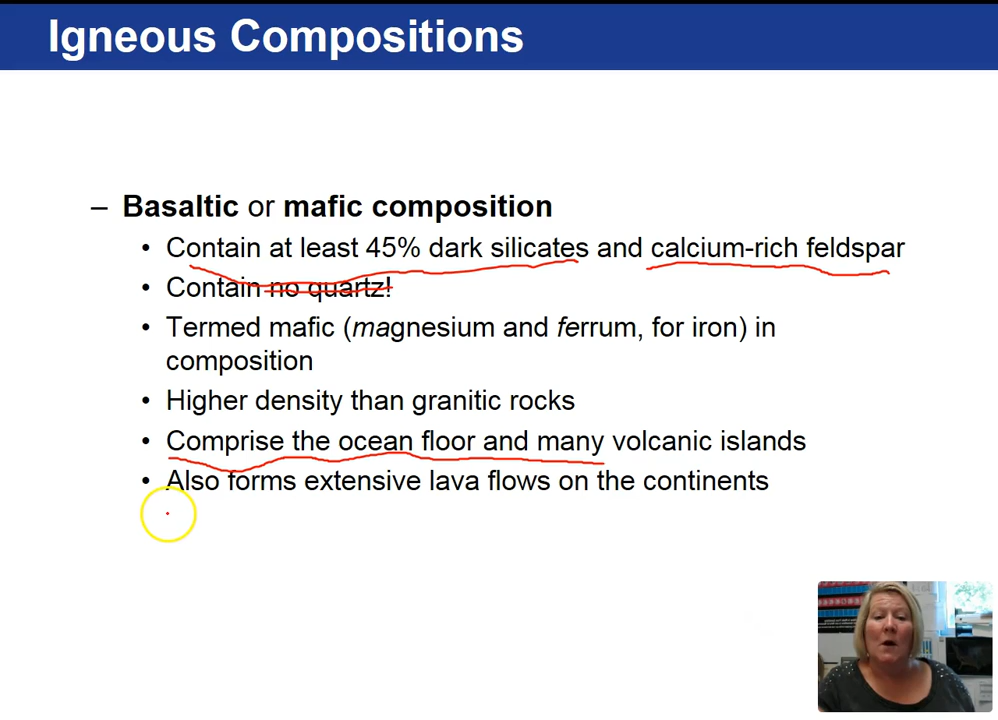 Igneous Compositions
– Basaltic or mafic composition
• Contain at least 45% dark silicates and calcium-rich feldspar
• Contain no quartz!
• Termed mafic (magnesium and ferrum, for iron) in
composition
• Higher density than granitic rocks
• Comprise the ocean floor and many volcanic islands
• Also forms extensive lava flows on the continents